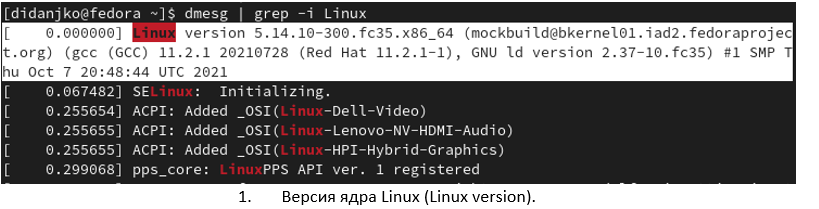 [didanjko@fedora ~]$ dmesg | grep -i Linux
[    0.000000] Linux version 5.14.10-300.fc35.x86_64 (mockbuild@bkernel01.iad2.fedoraprojec
t.org) (gcc (GCC) 11.2.1 20210728 (Red Hat 11.2.1-1), GNU ld version 2.37-10.fc35) #1 SMP T
hu Oct 7 20:48:44 UTC 2021
[    0.067482] SELinux:  Initializing.
[    0.255654] ACPI: Added _OSI(Linux-Dell-Video)
[    0.255655] ACPI: Added _OSI(Linux-Lenovo-NV-HDMI-Audio)
[    0.255655] ACPI: Added _OSI(Linux-HPI-Hybrid-Graphics)
[    0.299068] pps_core: LinuxPPS API ver. 1 registered
1. Версия ядра Linux (Linux version).